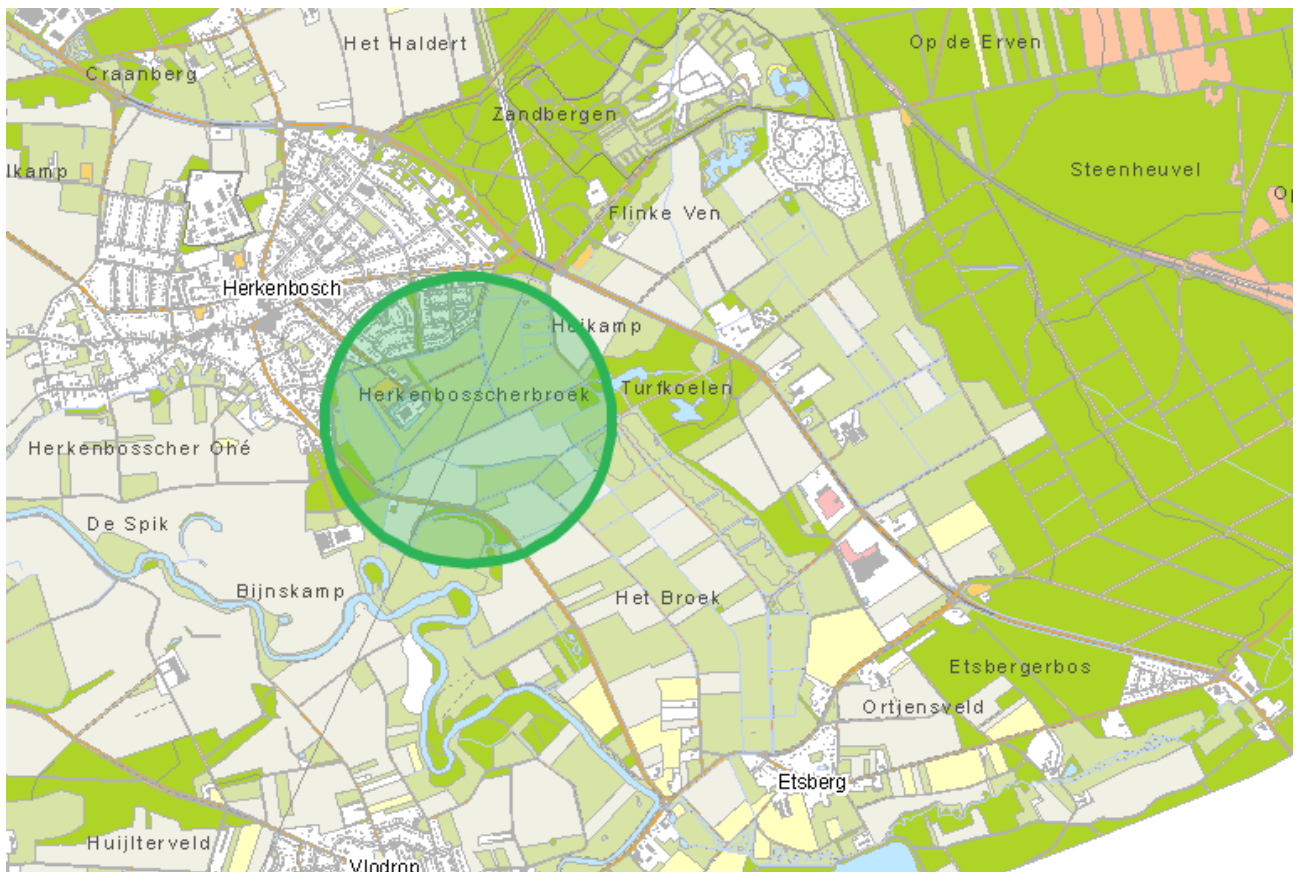 Het Haldert
Op de Erven
Craanberg
Zandbergen
lkamp
Steenheuvel
Op
Flinke Ven
Herkenbosch
Heikamp
Turfkoelen
Herkenbosscherbroek
Herkenbosscher Ohé
De Spik
Bijnskamp
Het Broek
Etsbergerbos
Ortjensveld
Etsberg
Huijlterveld
Vlodrop